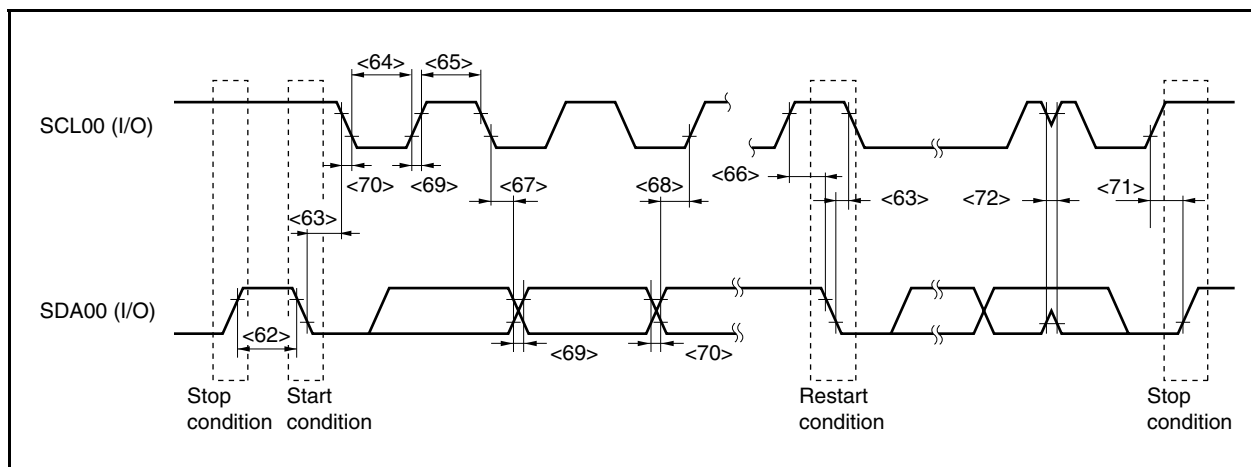 <64> <65>
SCL00 (I/O)
<70> <69> <67> <68> <66> <63> <72> <71>
<63>
SDA00 (I/O)
<62> <69> <70>
Stop condition
Start condition
Restart condition
Stop condition